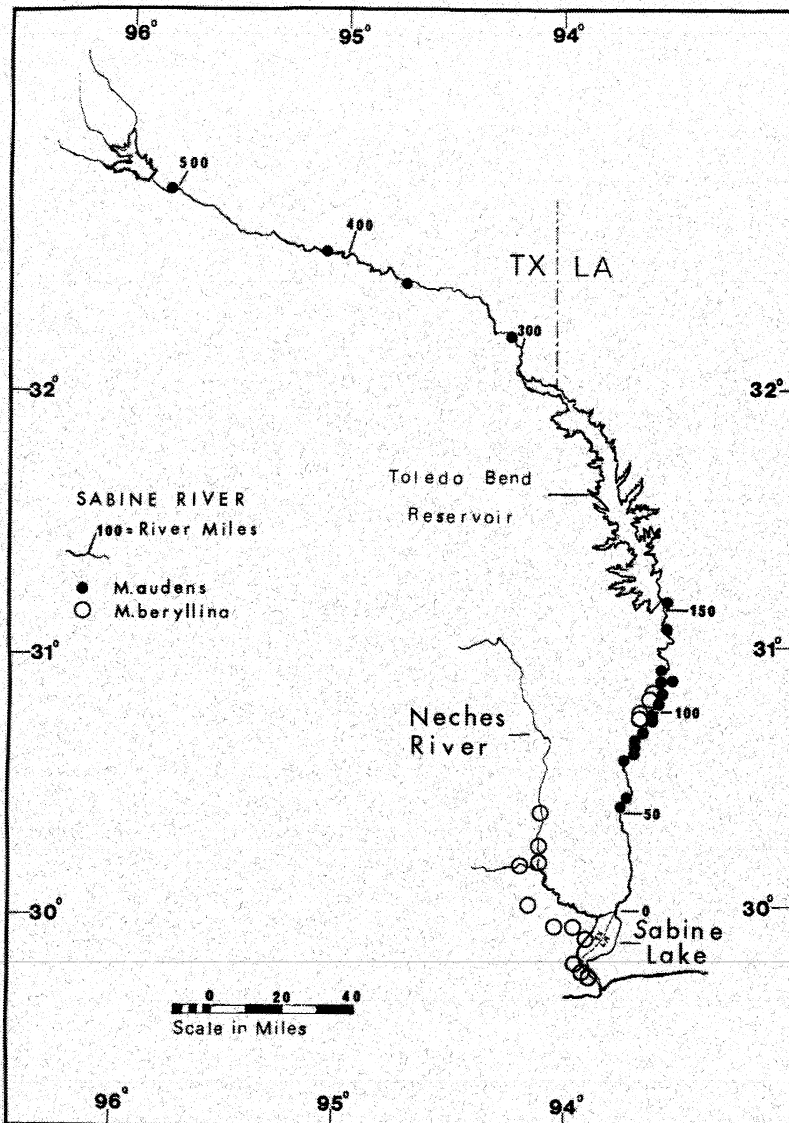 96° 95° 94°
500
400
TX LA
300
32° 32°
Toledo Bend
Reservoir
SABINE RIVER
100= River Miles
M.audens
M.beryllina
150
31° 31°
100
Neches
River
50
30° 0 30°
Sabine
Lake
0 20 40
Scale in Miles
96° 95° 94°